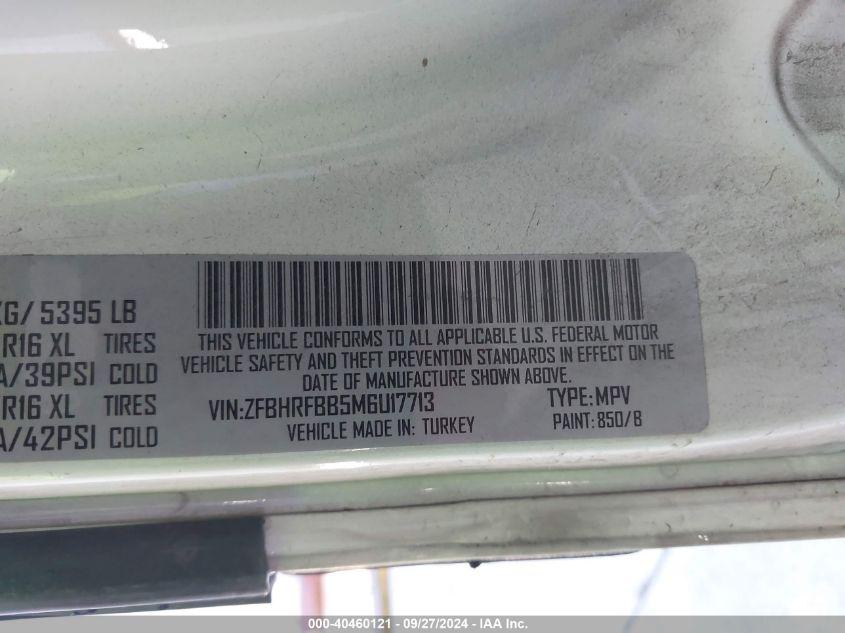 KG/ 5395 LB
R16 XL TIRES
A/39PSI COLD
R16 XL TIRES
A/42PSI COLD
THIS VEHICLE CONFORMS TO ALL APPLICABLE U.S. FEDERAL MOTOR
VEHICLE SAFETY AND THEFT PREVENTION STANDARDS IN EFFECT ON THE
DATE OF MANUFACTURE SHOWN ABOVE.
VIN:ZFBHRFBB5M6U17713 TYPE:MPV
VEHICLE MADE IN: TURKEY PAINT: 850/B
000-40460121 - 09/27/2024 - IAA Inc.